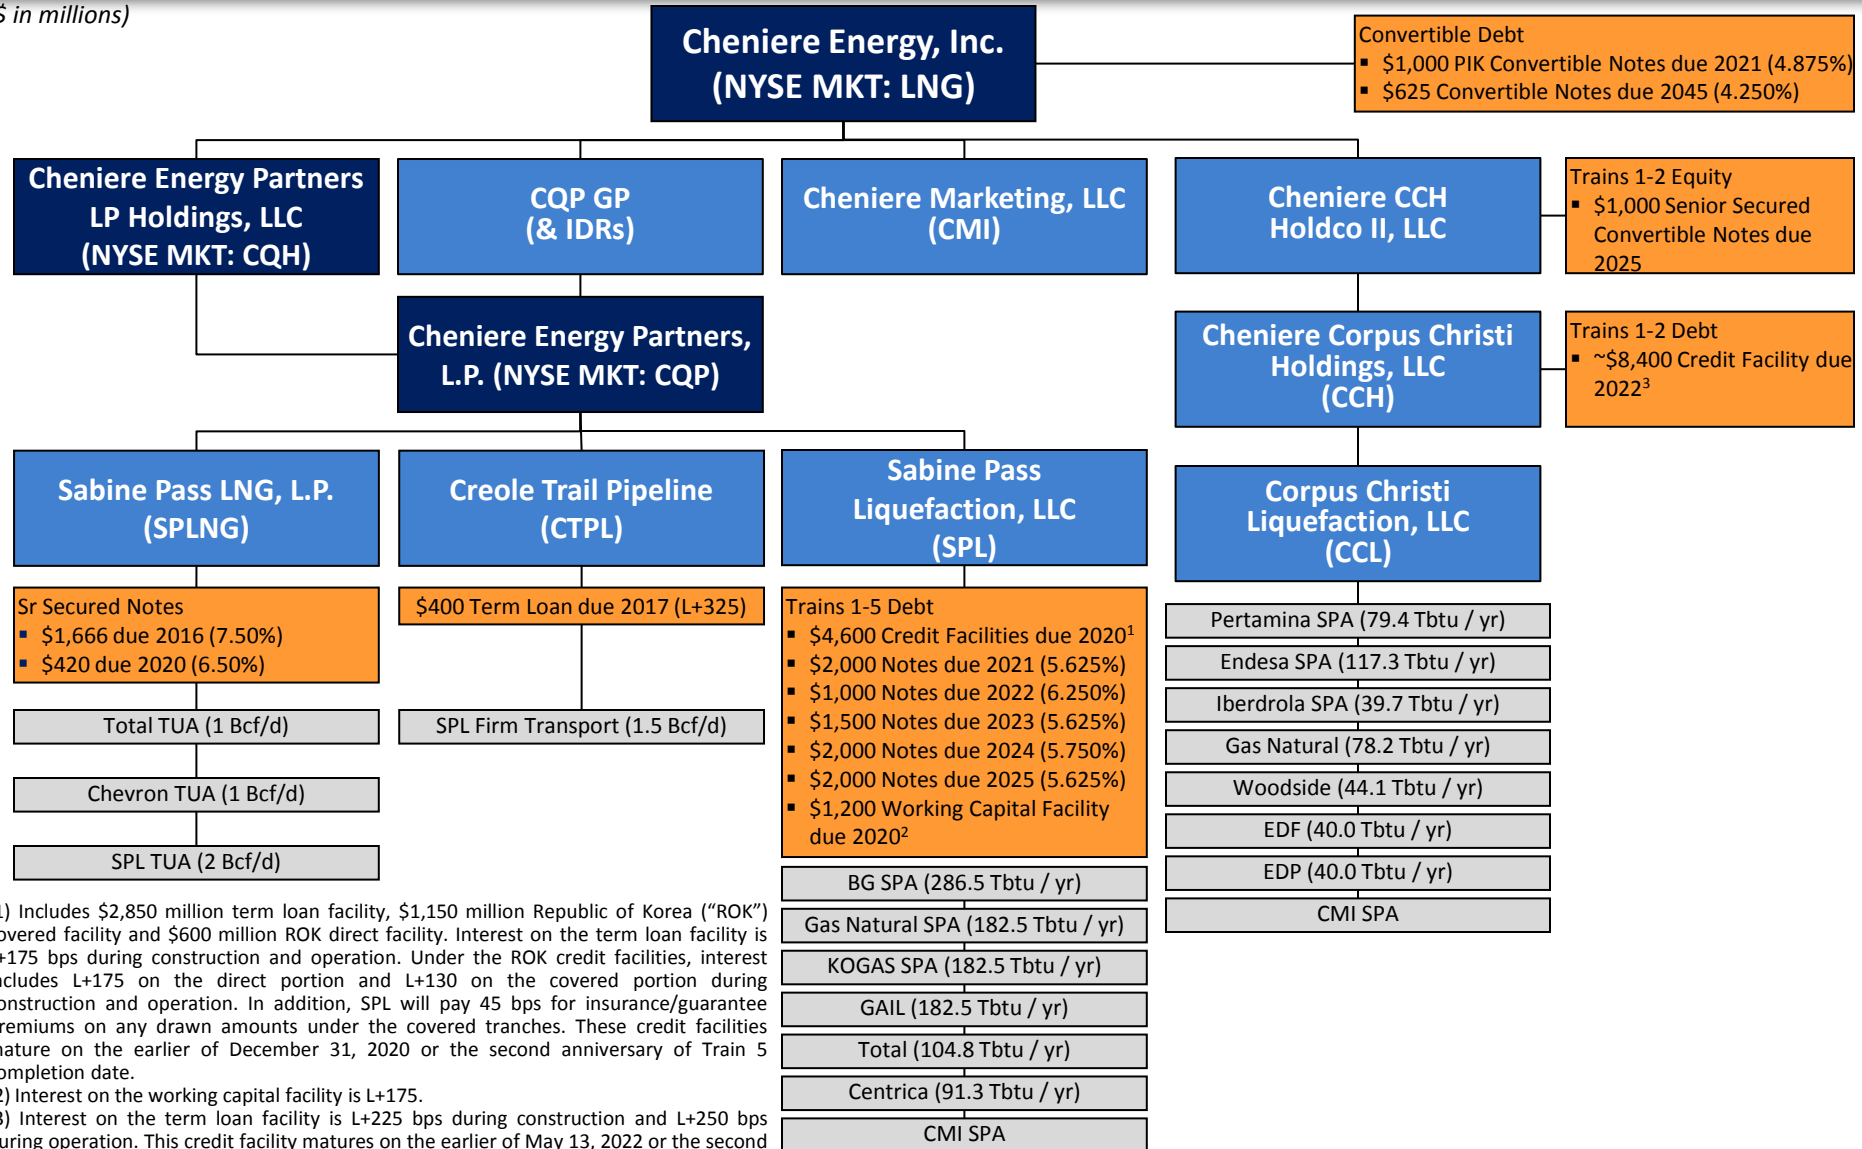 $ in millions)
Cheniere Energy, Inc.
(NYSE MKT: LNG)
Convertible Debt
▪ $1,000 PIK Convertible Notes due 2021 (4.875%)
▪ $625 Convertible Notes due 2045 (4.250%)
Cheniere Energy Partners
LP Holdings, LLC
(NYSE MKT: CQH)
CQP GP
(& IDRs)
Cheniere Marketing, LLC
(CMI)
Cheniere CCH
Holdco II, LLC
Trains 1-2 Equity
▪ $1,000 Senior Secured
Convertible Notes due
2025
Cheniere Energy Partners,
L.P. (NYSE MKT: CQP)
Cheniere Corpus Christi
Holdings, LLC
(CCH)
Trains 1-2 Debt
▪ ~$8,400 Credit Facility due
2022³
Sabine Pass LNG, L.P.
(SPLNG)
Creole Trail Pipeline
(CTPL)
Sabine Pass
Liquefaction, LLC
(SPL)
Corpus Christi
Liquefaction, LLC
(CCL)
Sr Secured Notes
▪ $1,666 due 2016 (7.50%)
▪ $420 due 2020 (6.50%)
Total TUA (1 Bcf/d)
Chevron TUA (1 Bcf/d)
SPL TUA (2 Bcf/d)
$400 Term Loan due 2017 (L+325)
SPL Firm Transport (1.5 Bcf/d)
Trains 1-5 Debt
▪ $4,600 Credit Facilities due 2020¹
▪ $2,000 Notes due 2021 (5.625%)
▪ $1,000 Notes due 2022 (6.250%)
▪ $1,500 Notes due 2023 (5.625%)
▪ $2,000 Notes due 2024 (5.750%)
▪ $2,000 Notes due 2025 (5.625%)
▪ $1,200 Working Capital Facility
due 2020²
BG SPA (286.5 Tbtu / yr)
Gas Natural SPA (182.5 Tbtu / yr)
KOGAS SPA (182.5 Tbtu / yr)
GAIL (182.5 Tbtu / yr)
Total (104.8 Tbtu / yr)
Centrica (91.3 Tbtu / yr)
CMI SPA
Pertamina SPA (79.4 Tbtu / yr)
Endesa SPA (117.3 Tbtu / yr)
Iberdrola SPA (39.7 Tbtu / yr)
Gas Natural (78.2 Tbtu / yr)
Woodside (44.1 Tbtu / yr)
EDF (40.0 Tbtu / yr)
EDP (40.0 Tbtu / yr)
CMI SPA
1) Includes $2,850 million term loan facility, $1,150 million Republic of Korea (“ROK”)
overed facility and $600 million ROK direct facility. Interest on the term loan facility is
+175 bps during construction and operation. Under the ROK credit facilities, interest
ncludes L+175 on the direct portion and L+130 on the covered portion during
onstruction and operation. In addition, SPL will pay 45 bps for insurance/guarantee
remiums on any drawn amounts under the covered tranches. These credit facilities
mature on the earlier of December 31, 2020 or the second anniversary of Train 5
ompletion date.
2) Interest on the working capital facility is L+175.
3) Interest on the term loan facility is L+225 bps during construction and L+250 bps
during operation. This credit facility matures on the earlier of May 13, 2022 or the second